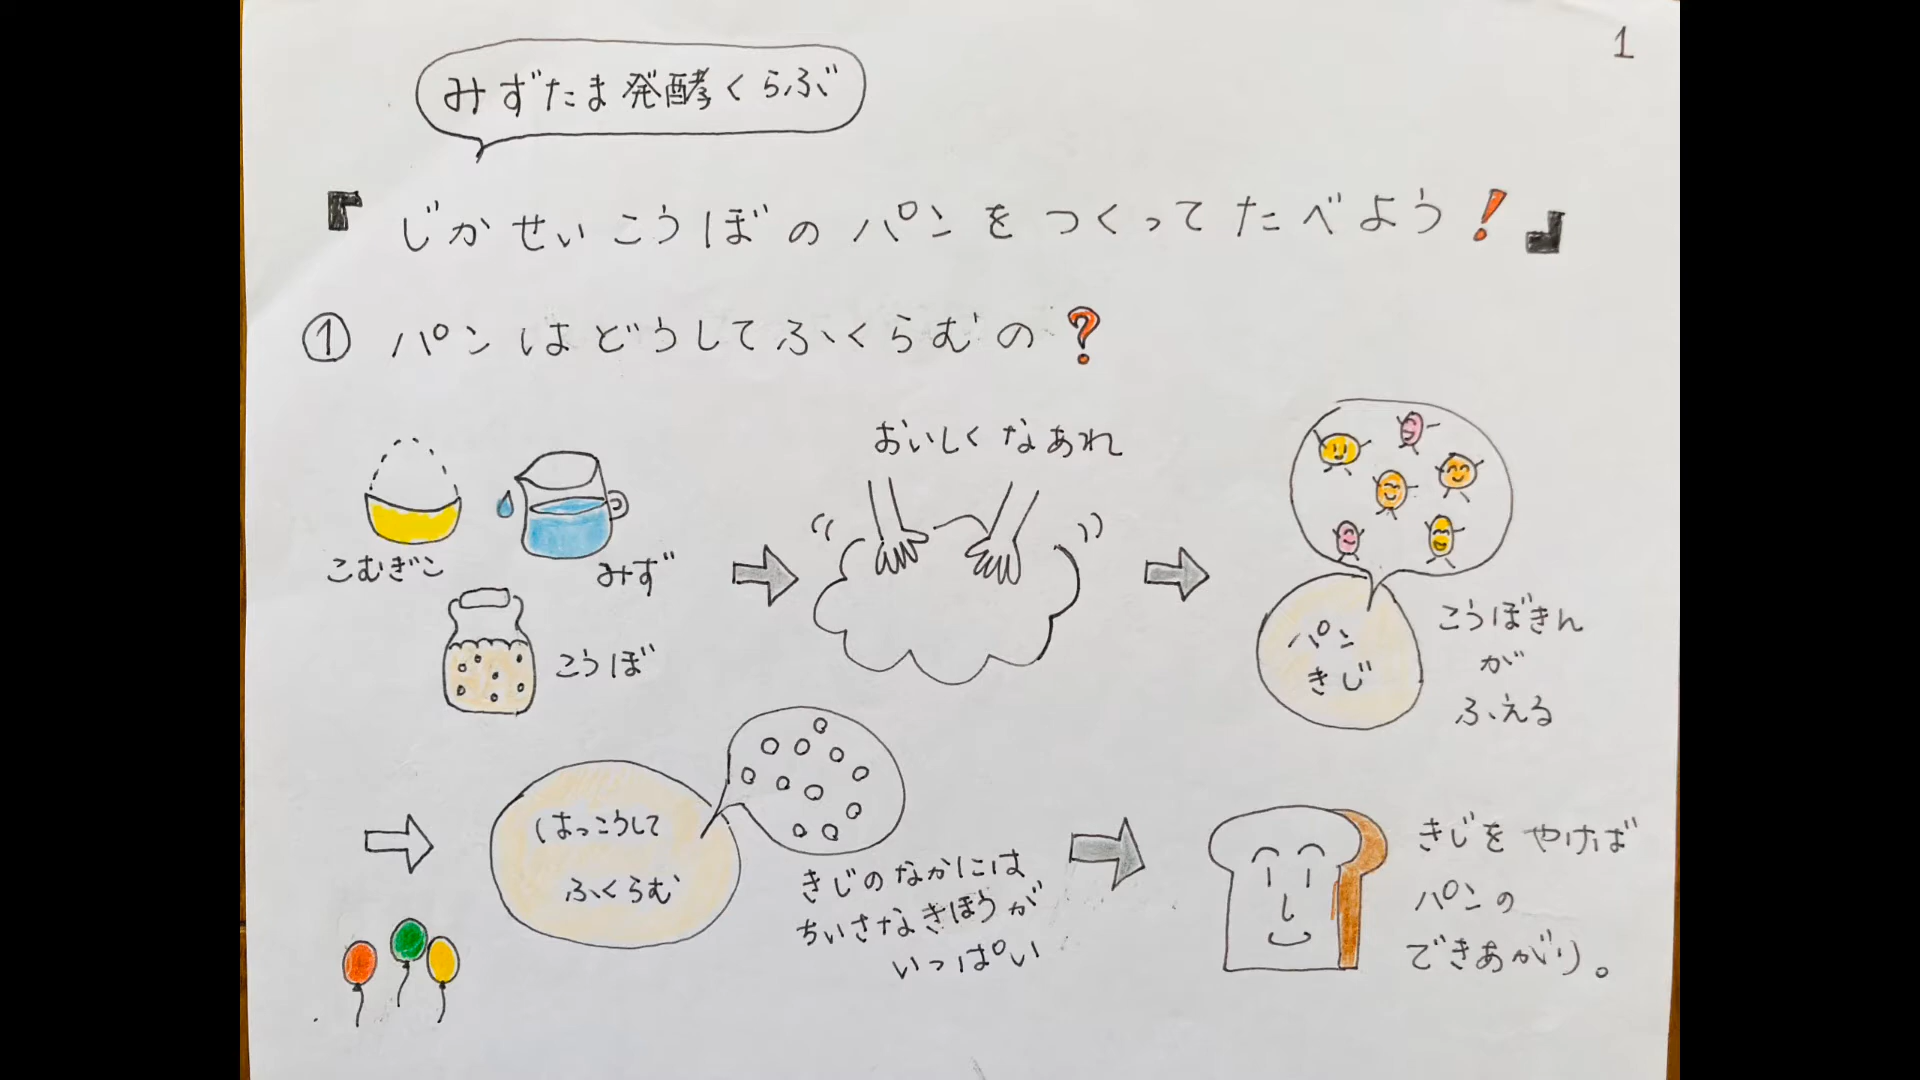 1
みずたま発酵くらぶ
『じかせいこうぼのパンをつくってたべよう!』
① パンはどうしてふくらむの?
こむぎこ
みず
こうぼ
おいしくなあれ
パン
きじ
こうぼきん
が
ふえる
はっこうして
ふくらむ
きじのなかには
ちいさなきほうが
いっぱい
きじをやけば
パンの
できあがり。